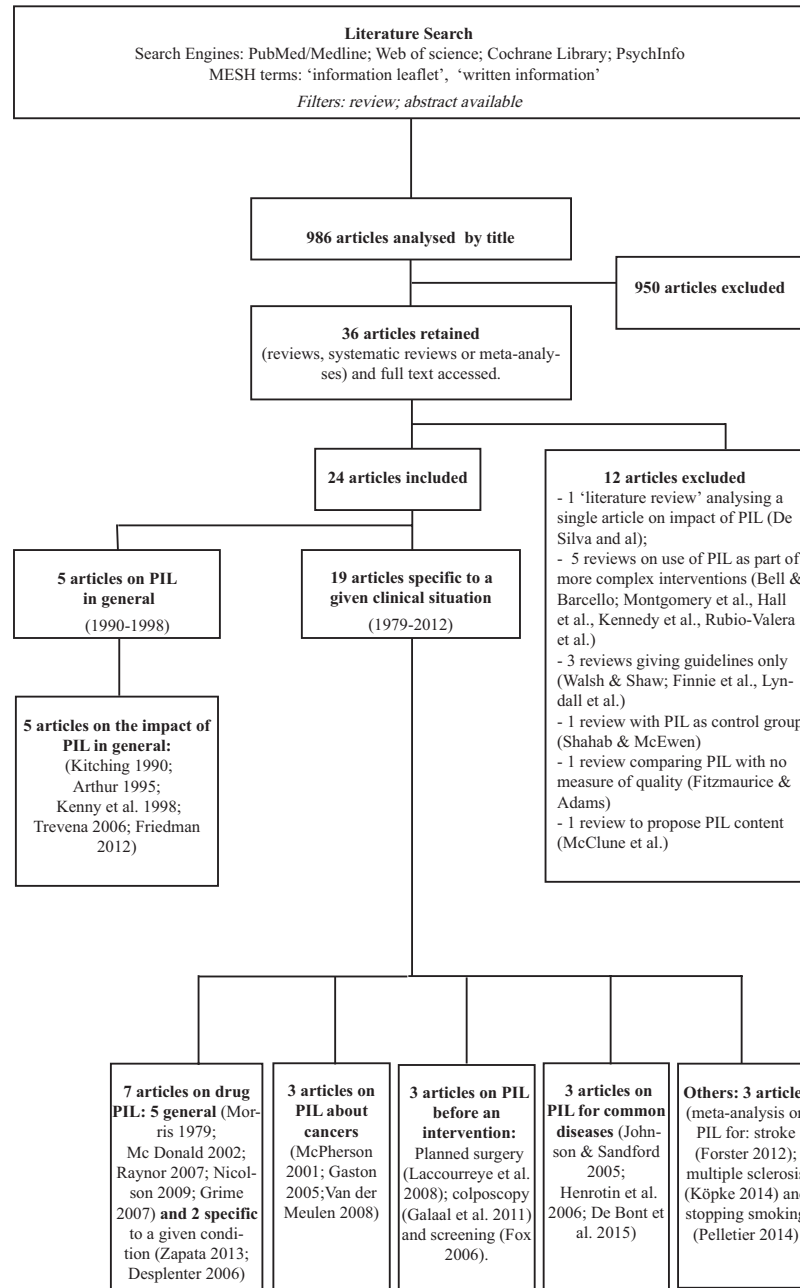 Literature Search
Search Engines: PubMed/Medline; Web of science; Cochrane Library; PsychInfo
MESH terms: ‘information leaflet’, ‘written information’
Filters: review; abstract available
986 articles analysed by title
950 articles excluded
36 articles retained
(reviews, systematic reviews or meta-analy-
ses) and full text accessed.
24 articles included
12 articles excluded
- 1 ‘literature review’ analysing a
single article on impact of PIL (De
Silva and al);
- 5 reviews on use of PIL as part of
more complex interventions (Bell &
Barcello; Montgomery et al., Hall
et al., Kennedy et al., Rubio-Valera
et al.)
- 3 reviews giving guidelines only
(Walsh & Shaw; Finnie et al., Lyn-
dall et al.)
- 1 review with PIL as control group
(Shahab & McEwen)
- 1 review comparing PIL with no
measure of quality (Fitzmaurice &
Adams)
- 1 review to propose PIL content
(McClune et al.)
5 articles on PIL
in general
(1990-1998)
19 articles specific to a
given clinical situation
(1979-2012)
5 articles on the impact of
PIL in general:
(Kitching 1990;
Arthur 1995;
Kenny et al. 1998;
Trevena 2006; Friedman
2012)
7 articles on drug
PIL: 5 general (Mor-
ris 1979;
Mc Donald 2002;
Raynor 2007; Nicol-
son 2009; Grime
2007) and 2 specific
to a given condi-
tion (Zapata 2013;
Desplenter 2006)
3 articles on
PIL about
cancers
(McPherson
2001; Gaston
2005;Van der
Meulen 2008)
3 articles on PIL
before an
intervention:
Planned surgery
(Laccourreye et al.
2008); colposcopy
(Galaal et al. 2011)
and screening (Fox
2006).
3 articles on
PIL for common
diseases (John-
son & Sandford
2005;
Henrotin et al.
2006; De Bont et
al. 2015)
Others: 3 article
(meta-analysis on
PIL for: stroke
(Forster 2012);
multiple sclerosis
(Köpke 2014) and
stopping smoking
(Pelletier 2014)